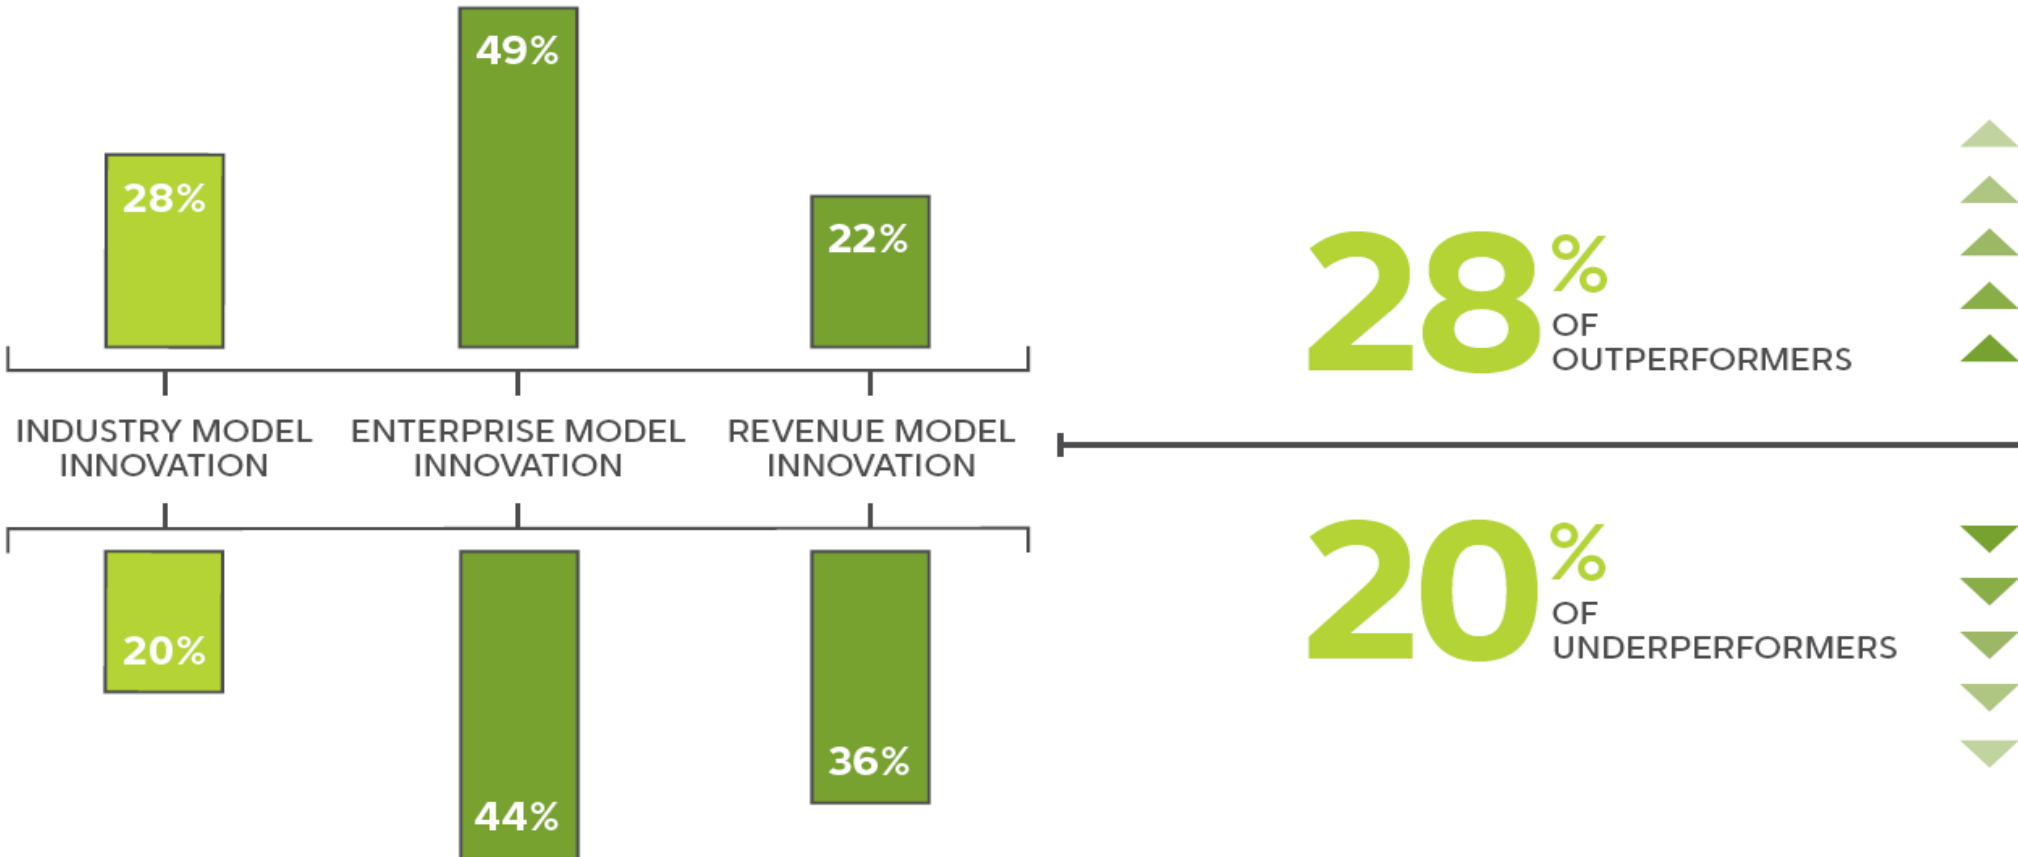 49%
28%
22%
INDUSTRY MODEL
INNOVATION
ENTERPRISE MODEL
INNOVATION
REVENUE MODEL
INNOVATION
20%
44%
36%
28%
OF
OUTPERFORMERS
20%
OF
UNDERPERFORMERS